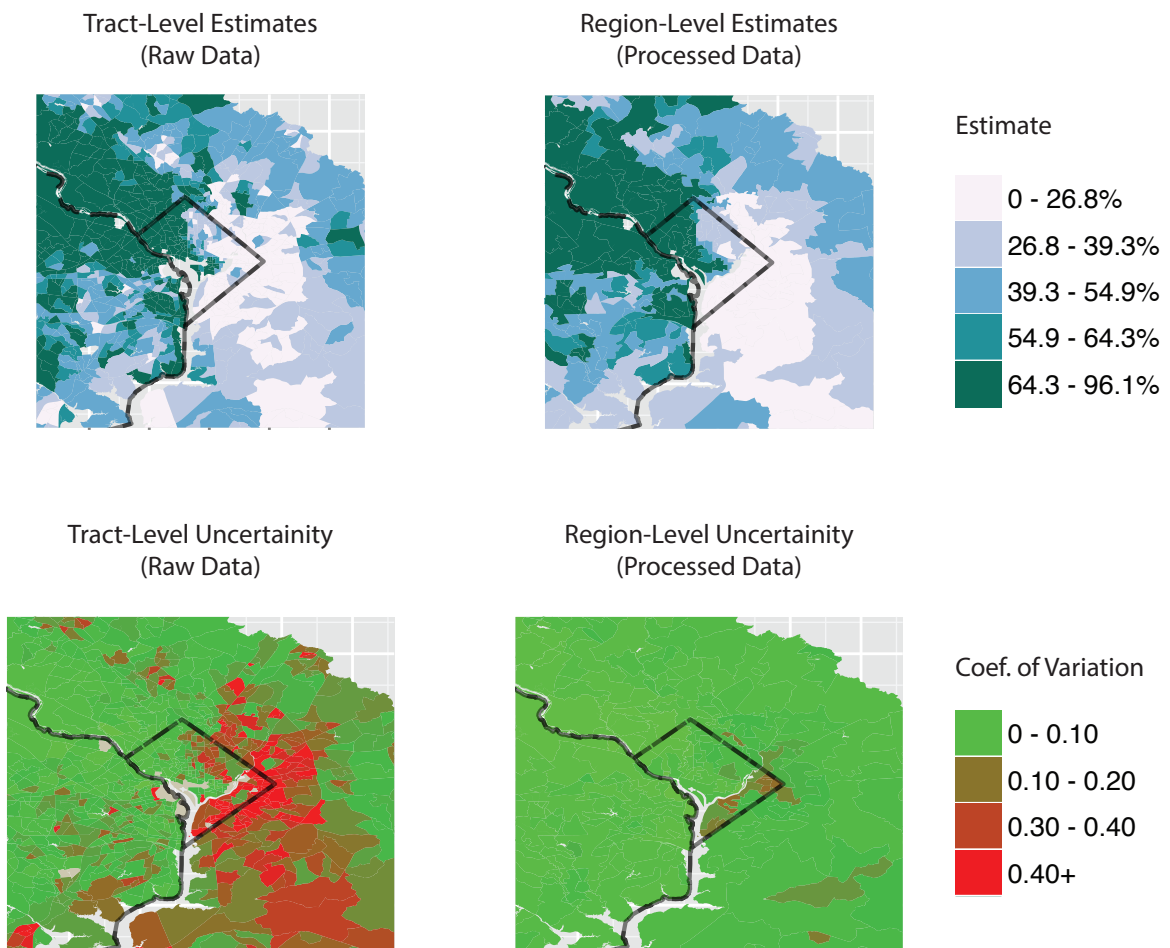 Tract-Level Estimates
(Raw Data)
Region-Level Estimates
(Processed Data)
Estimate
0 - 26.8%
26.8 - 39.3%
39.3 - 54.9%
54.9 - 64.3%
64.3 - 96.1%
Tract-Level Uncertainity
(Raw Data)
Region-Level Uncertainity
(Processed Data)
Coef. of Variation
0 - 0.10
0.10 - 0.20
0.30 - 0.40
0.40+